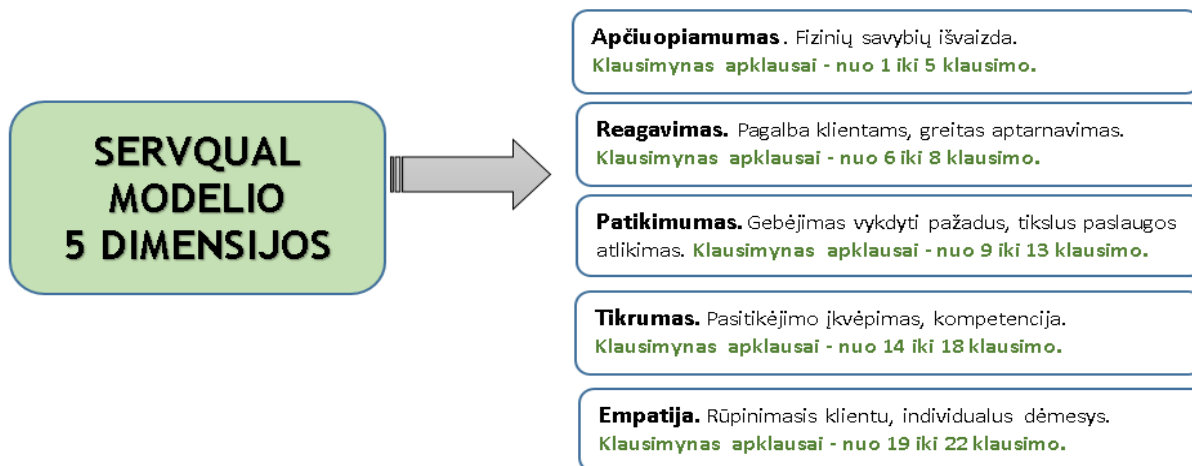 SERVQUAL
MODELIO
5 DIMENSIJOS
Apčiuopiamumas. Fizinių savybių išvaizda.
Klausimynas apklausai - nuo 1 iki 5 klausimo.
Reagavimas. Pagalba klientams, greitas aptarnavimas.
Klausimynas apklausai - nuo 6 iki 8 klausimo.
Patikimumas. Gebėjimas vykdyti pažadus, tikslus paslaugos
atlikimas. Klausimynas apklausai - nuo 9 iki 13 klausimo.
Tikrumas. Pasitikėjimo įkvėpimas, kompetencija.
Klausimynas apklausai - nuo 14 iki 18 klausimo.
Empatija. Rūpinimasis klientu, individualus dėmesys.
Klausimynas apklausai - nuo 19 iki 22 klausimo.